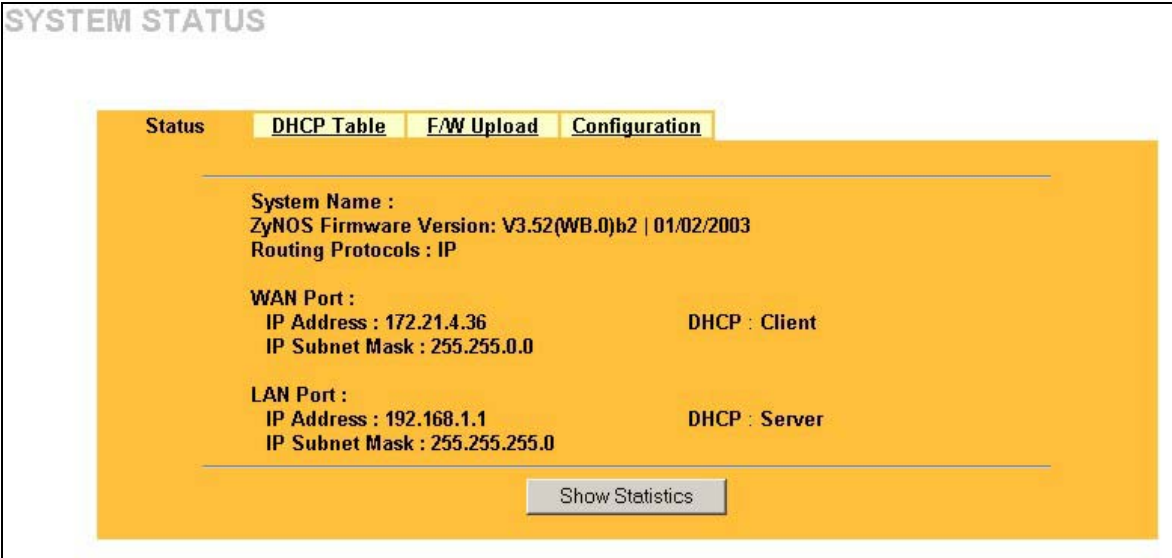 SYSTEM STATUS
Status DHCP Table F/W Upload Configuration
System Name :
ZyNOS Firmware Version: V3.52(WB.0)b2 | 01/02/2003
Routing Protocols : IP
WAN Port :
IP Address : 172.21.4.36 DHCP : Client
IP Subnet Mask : 255.255.0.0
LAN Port :
IP Address : 192.168.1.1 DHCP : Server
IP Subnet Mask : 255.255.255.0
Show Statistics